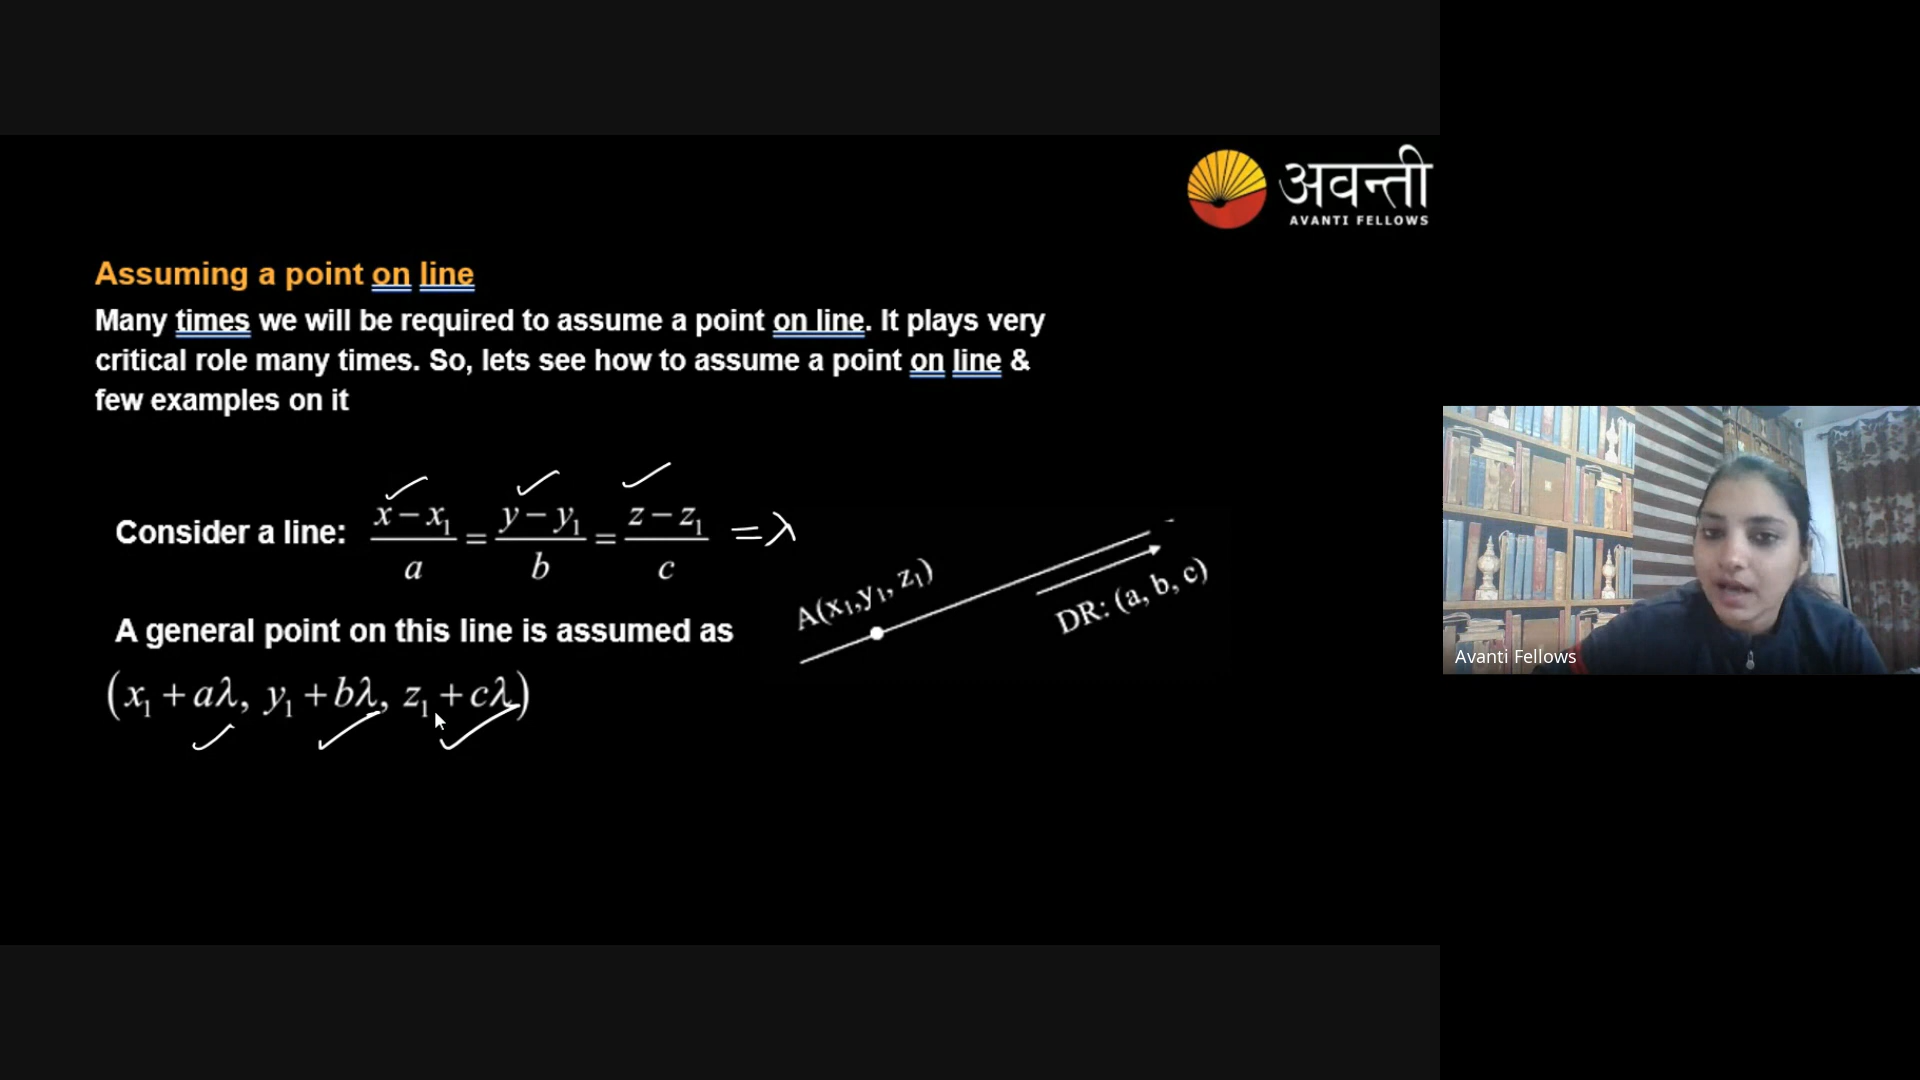 अवन्ती
AVANTI FELLOWS
Assuming a point on line
Many times we will be required to assume a point on line. It plays very
critical role many times. So, lets see how to assume a point on line &
few examples on it
Consider a line: (x − x₁)/a = (y − y₁)/b = (z − z₁)/c = λ
A(x₁,y₁, z₁)
DR: (a, b, c)
A general point on this line is assumed as
(x₁ + aλ, y₁ + bλ, z₁ + cλ)
Avanti Fellows